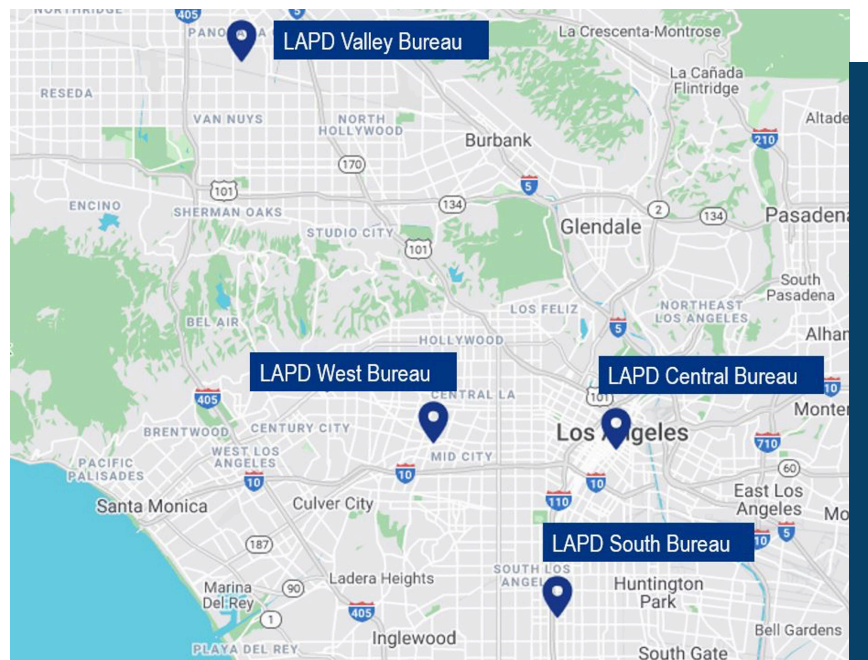 NORTHRIDGE
405
5
PANO
LAPD Valley Bureau
La Crescenta-Montrose
La Cañada
Flintridge
RESEDA
VAN NUYS
NORTH
HOLLYWOOD
Burbank
210
Altade
170
101
5
134
2
134
ENCINO
SHERMAN OAKS
STUDIO CITY
101
Glendale
Pasadena
South
Pasadena
BEL AIR
LOS FELIZ
NORTHEAST
LOS ANGELES
5
HOLLYWOOD
Alham
LAPD West Bureau
LAPD Central Bureau
405
CENTRAL LA
101
10
Monter
BRENTWOOD
CENTURY CITY
Los Angeles
710
MID CITY
WEST LOS
ANGELES
PACIFIC
PALISADES
10
10
10
60
Santa Monica
Culver City
110
East Los
Angeles
Mo
LAPD South Bureau
10
5
187
SOUTH LOS
ANGEL
Marina
Del Rey
90
Ladera Heights
Huntington
Park
405
1
Inglewood
Bell Gardens
PLAYA DEL REY
South Gate